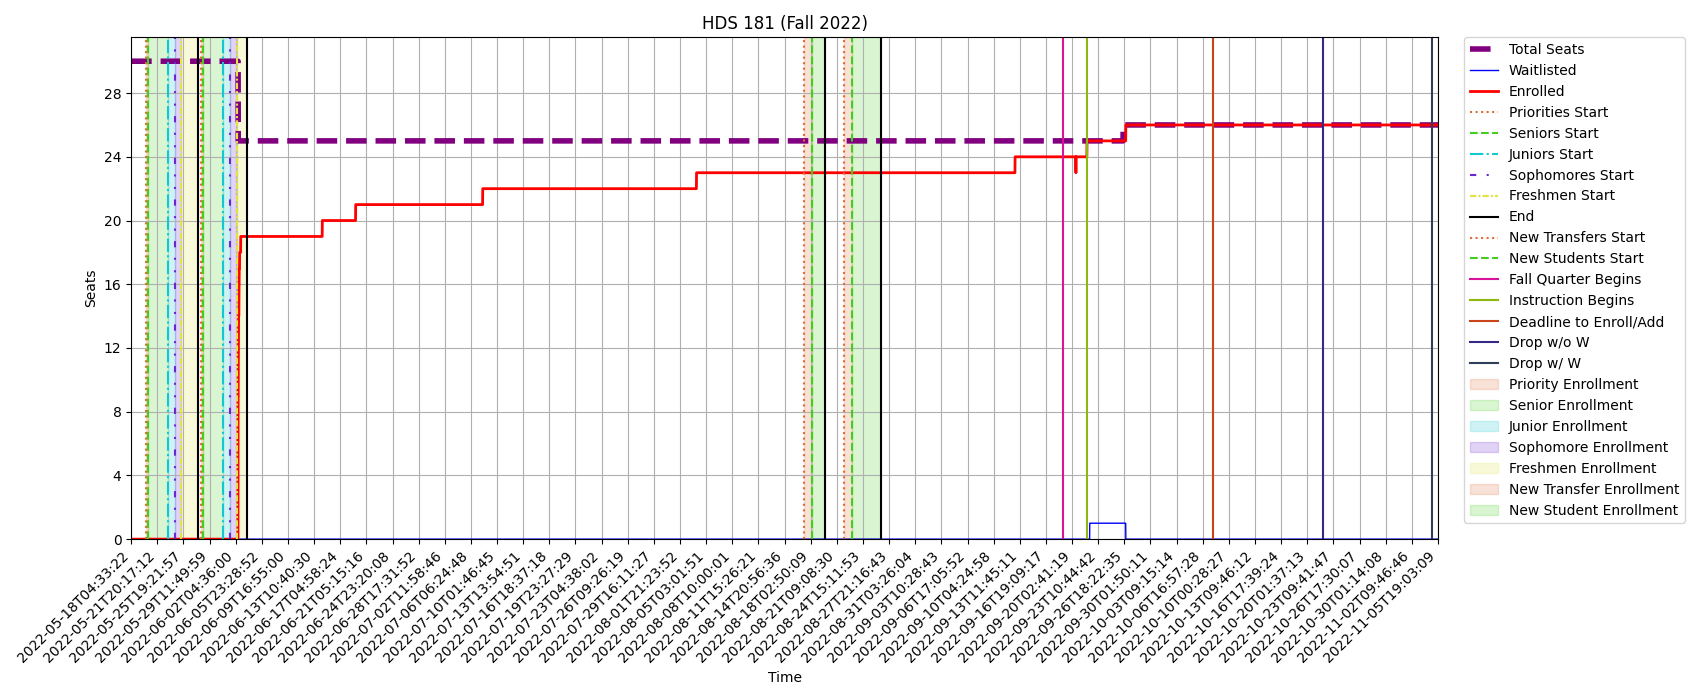 HDS 181 (Fall 2022)
Seats
28
24
20
16
12
8
4
0
2022-05-18T04:33:22
2022-05-21T20:17:12
2022-05-25T19:21:57
2022-05-29T11:49:59
2022-06-02T04:36:00
2022-06-05T23:28:52
2022-06-09T16:55:00
2022-06-13T10:40:30
2022-06-17T04:58:24
2022-06-21T05:15:16
2022-06-24T23:20:08
2022-06-28T17:31:52
2022-07-02T11:58:46
2022-07-06T06:24:48
2022-07-10T01:46:45
2022-07-13T13:54:51
2022-07-16T18:37:18
2022-07-19T23:27:29
2022-07-23T04:38:02
2022-07-26T09:26:19
2022-07-29T16:11:27
2022-08-01T21:23:52
2022-08-05T03:01:51
2022-08-08T10:00:01
2022-08-11T15:26:21
2022-08-14T20:56:36
2022-08-18T02:50:09
2022-08-21T09:08:30
2022-08-24T15:11:53
2022-08-27T21:16:43
2022-08-31T03:26:04
2022-09-03T10:28:43
2022-09-06T17:05:52
2022-09-10T04:24:58
2022-09-13T11:45:11
2022-09-16T19:09:17
2022-09-20T02:41:19
2022-09-23T10:44:42
2022-09-26T18:22:35
2022-09-30T01:50:11
2022-10-03T09:15:14
2022-10-06T16:57:28
2022-10-10T00:28:27
2022-10-13T09:46:12
2022-10-16T17:39:24
2022-10-20T01:37:13
2022-10-23T09:41:47
2022-10-26T17:30:07
2022-10-30T01:14:08
2022-11-02T09:46:46
2022-11-05T19:03:09
Time
Total Seats
Waitlisted
Enrolled
Priorities Start
Seniors Start
Juniors Start
Sophomores Start
Freshmen Start
End
New Transfers Start
New Students Start
Fall Quarter Begins
Instruction Begins
Deadline to Enroll/Add
Drop w/o W
Drop w/ W
Priority Enrollment
Senior Enrollment
Junior Enrollment
Sophomore Enrollment
Freshmen Enrollment
New Transfer Enrollment
New Student Enrollment